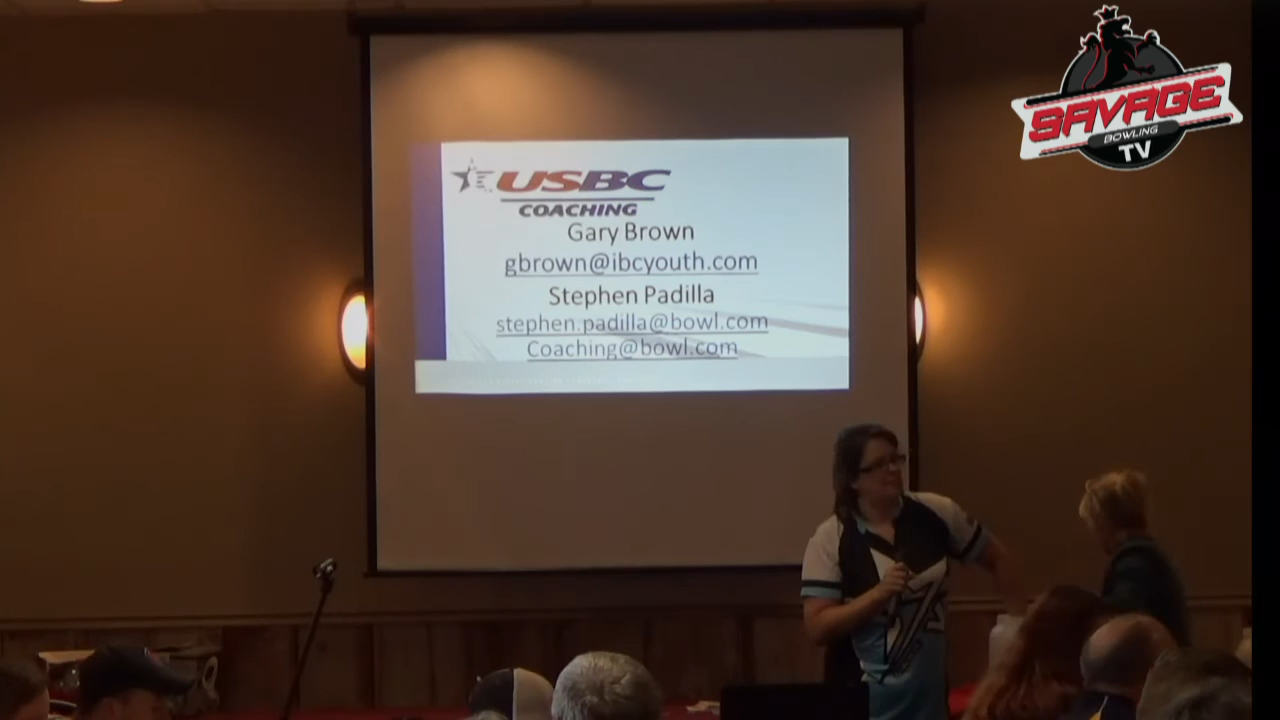 SAVAGE
BOWLING
TV
USBC
COACHING
Gary Brown
gbrown@ibcyouth.com
Stephen Padilla
stephen.padilla@bowl.com
Coaching@bowl.com